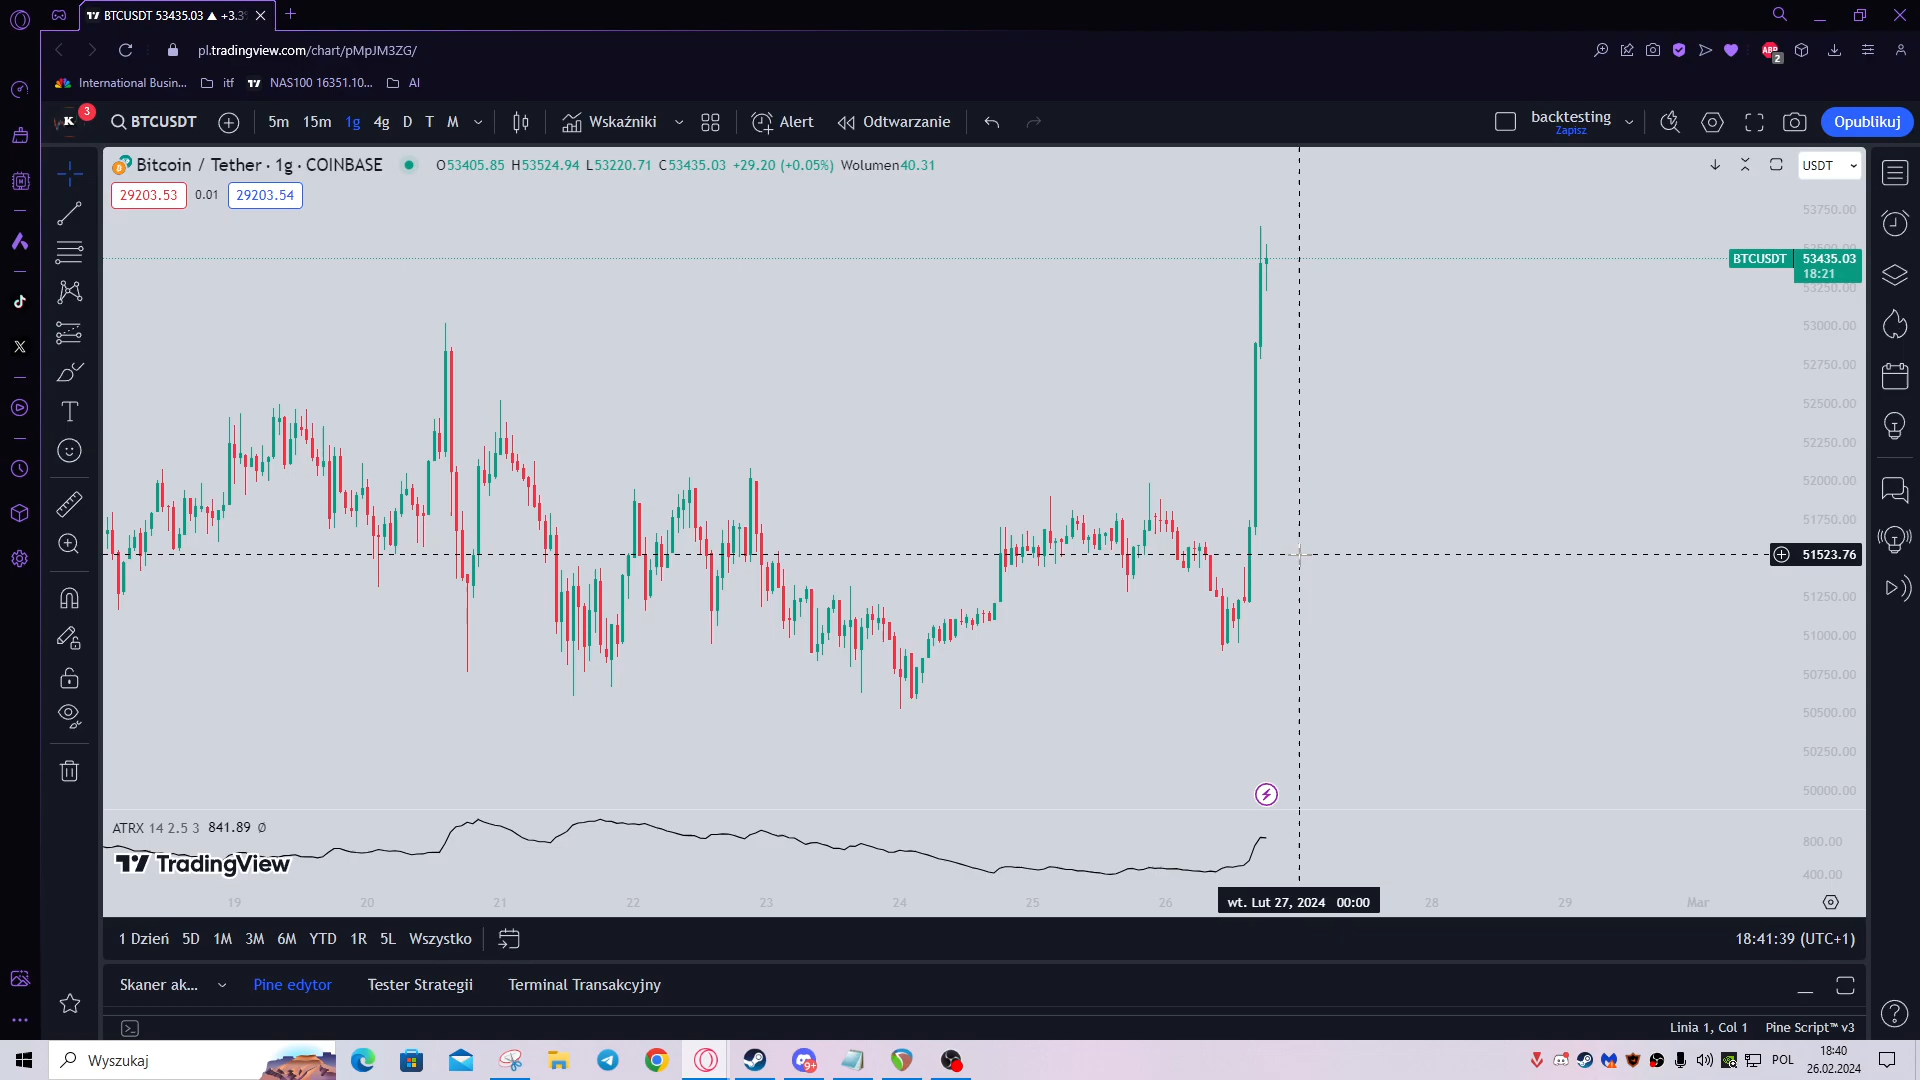 BTCUSDT 53435.03 ▲ +3.3
pl.tradingview.com/chart/pMpJM3ZG/
ABP 2
International Busin... itf NAS100 16351.10... AI
K 3 BTCUSDT 5m 15m 1g 4g D T M Wskaźniki Alert Odtwarzanie backtesting Zapisz Opublikuj
Bitcoin / Tether · 1g · COINBASE O53405.85 H53524.94 L53220.71 C53435.03 +29.20 (+0.05%) Wolumen40.31 USDT
29203.53 0.01 29203.54
53750.00
53500.00
BTCUSDT 53435.03
18:21
53250.00
53000.00
52750.00
52500.00
52250.00
52000.00
51750.00
51523.76
51250.00
51000.00
50750.00
50500.00
50250.00
50000.00
ATRX 14 2.5 3 841.89 Ø
800.00
TradingView
400.00
19 20 21 22 23 24 25 26 wt. Lut 27, 2024 00:00 28 29 Mar
1 Dzień 5D 1M 3M 6M YTD 1R 5L Wszystko 18:41:39 (UTC+1)
Skaner ak... Pine edytor Tester Strategii Terminal Transakcyjny
Linia 1, Col 1 Pine Script™ v3
Wyszukaj 9+ POL 18:40
26.02.2024